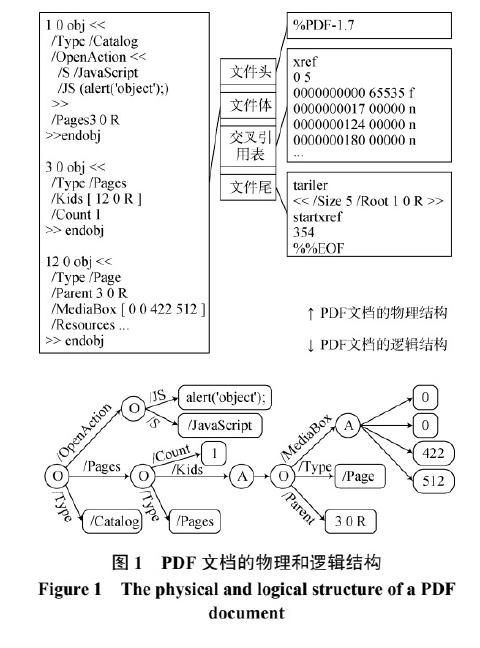 1 0 obj <<
/Type /Catalog
/OpenAction <<
/S /JavaScript
/JS (alert('object');)
>>
/Pages3 0 R
>>endobj
3 0 obj <<
/Type /Pages
/Kids [ 12 0 R ]
/Count 1
>> endobj
12 0 obj <<
/Type /Page
/Parent 3 0 R
/MediaBox [ 0 0 422 512 ]
/Resources ...
>> endobj
文件头
文件体
交叉引
用表
文件尾
%PDF-1.7
xref
0 5
0000000000 65535 f
0000000017 00000 n
0000000124 00000 n
0000000180 00000 n
...
tariler
<< /Size 5 /Root 1 0 R >>
startxref
354
%%EOF
↑ PDF文档的物理结构
↓ PDF文档的逻辑结构
O
/OpenAction
O
/JS
alert('object');
/S
/JavaScript
/Pages
O
/Count
1
/Kids
A
O
/Type
/Pages
/Type
/Catalog
/MediaBox
A
0
0
422
512
/Type
/Page
/Parent
3 0 R
图 1 PDF 文档的物理和逻辑结构
Figure 1 The physical and logical structure of a PDF
document